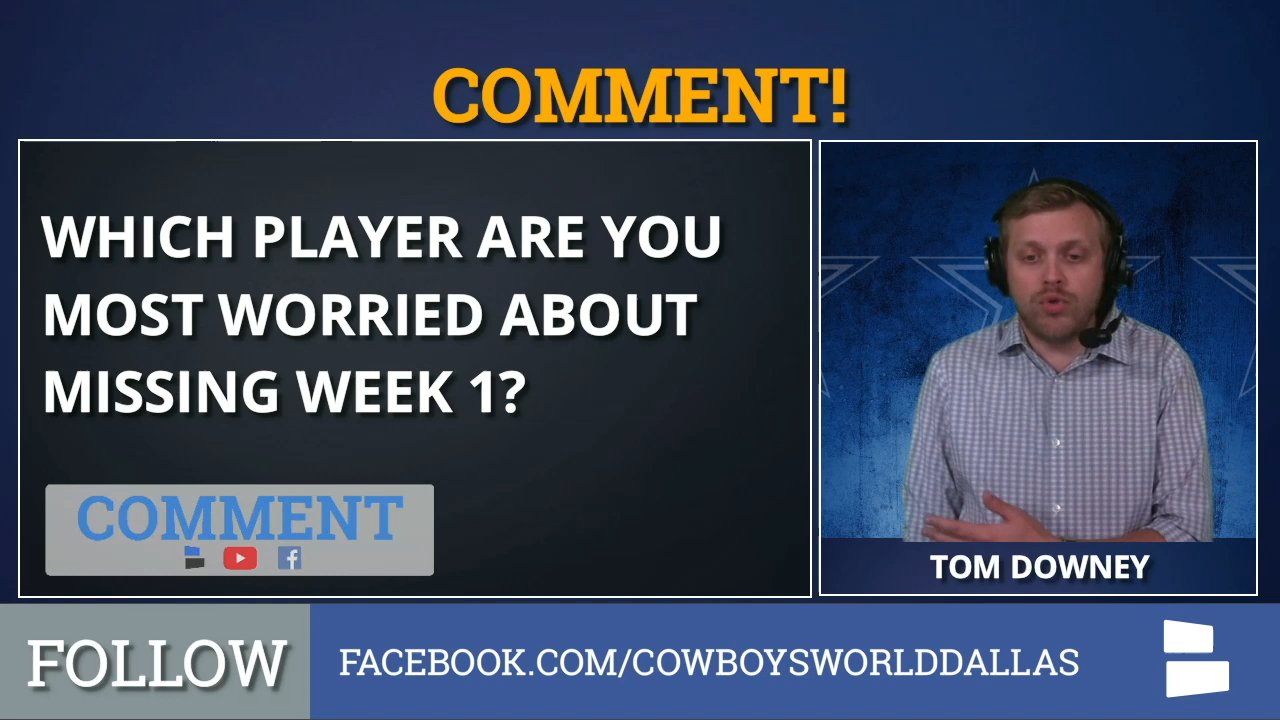 COMMENT!
WHICH PLAYER ARE YOU
MOST WORRIED ABOUT
MISSING WEEK 1?
COMMENT
TOM DOWNEY
FOLLOW
FACEBOOK.COM/COWBOYSWORLDDALLAS